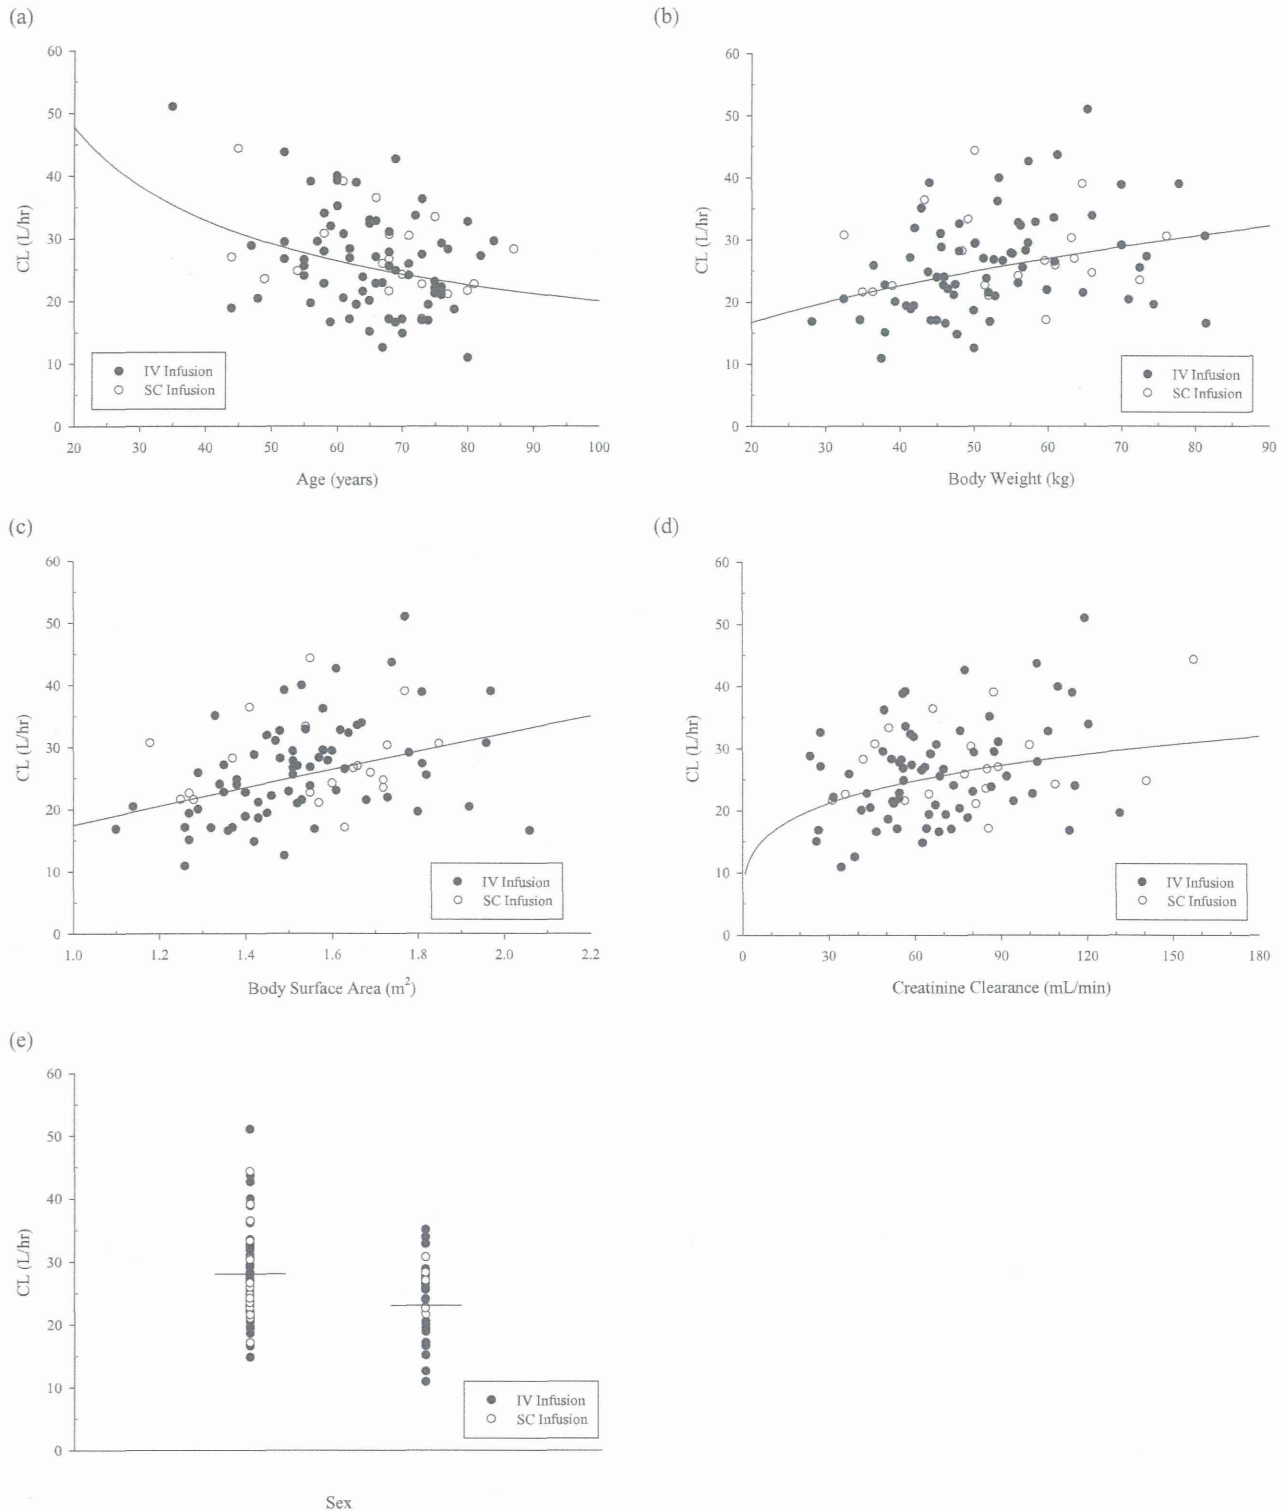 (a)
60
50
40
30
20
10
0
CL (L/hr)
IV Infusion
SC Infusion
20 30 40 50 60 70 80 90 100
Age (years)
(b)
60
50
40
30
20
10
0
CL (L/hr)
IV Infusion
SC Infusion
20 30 40 50 60 70 80 90
Body Weight (kg)
(c)
60
50
40
30
20
10
0
CL (L/hr)
IV Infusion
SC Infusion
1.0 1.2 1.4 1.6 1.8 2.0 2.2
Body Surface Area (m²)
(d)
60
50
40
30
20
10
0
CL (L/hr)
IV Infusion
SC Infusion
0 30 60 90 120 150 180
Creatinine Clearance (mL/min)
(e)
60
50
40
30
20
10
0
CL (L/hr)
IV Infusion
SC Infusion
Sex